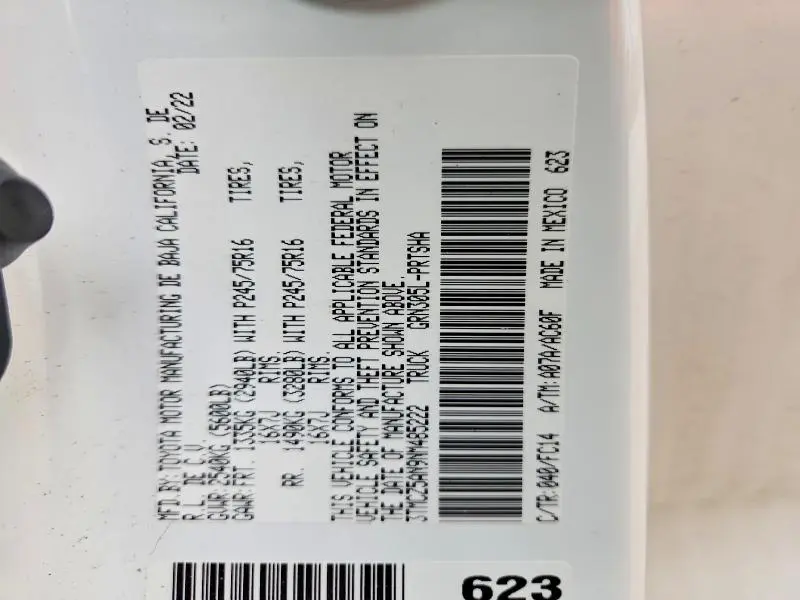 MFD.BY: TOYOTA MOTOR MANUFACTURING DE BAJA CALIFORNIA, S. DE
R.L. DE C.V. DATE: 02/22
GVWR: 2540KG (5600LB)
GAWR: FRT. 1335KG (2940LB) WITH P245/75R16 TIRES,
16X7J RIMS.
RR. 1490KG (3280LB) WITH P245/75R16 TIRES,
16X7J RIMS.
THIS VEHICLE CONFORMS TO ALL APPLICABLE FEDERAL MOTOR
VEHICLE SAFETY AND THEFT PREVENTION STANDARDS IN EFFECT ON
THE DATE OF MANUFACTURE SHOWN ABOVE.
3TMCZ5AN9NM485222 TRUCK GRN305L-PRTSHA
C/TR: 040/FC14 A/TM: A07A/AC60F MADE IN MEXICO 623
623